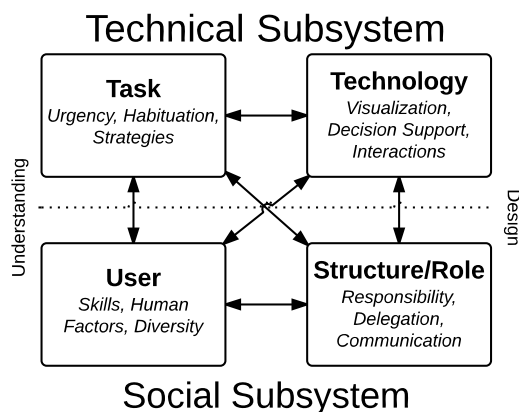 Technical Subsystem
Task
Urgency, Habituation,
Strategies
Technology
Visualization,
Decision Support,
Interactions
Understanding
Design
User
Skills, Human
Factors, Diversity
Structure/Role
Responsibility,
Delegation,
Communication
Social Subsystem